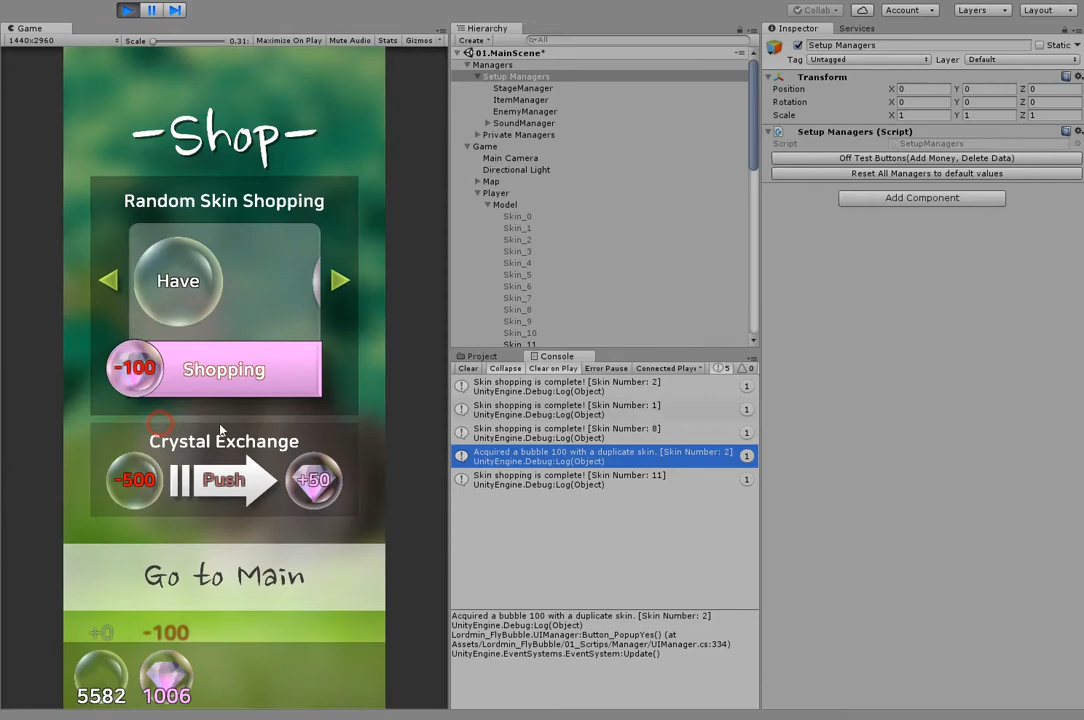 Collab
Account
Layers
Layout
Game
1440x2960
Scale
0.31:
Maximize On Play
Mute Audio
Stats
Gizmos
-Shop-
Random Skin Shopping
Have
-100
Shopping
Crystal Exchange
-500
Push
+50
Go to Main
+0
-100
5582
1006
Hierarchy
Create
All
01.MainScene*
Managers
Setup Managers
StageManager
ItemManager
EnemyManager
SoundManager
Private Managers
Game
Main Camera
Directional Light
Map
Player
Model
Skin_0
Skin_1
Skin_2
Skin_3
Skin_4
Skin_5
Skin_6
Skin_7
Skin_8
Skin_9
Skin_10
Skin_11
Project
Console
Clear
Collapse
Clear on Play
Error Pause
Connected Playe
5
0
Skin shopping is complete! [Skin Number: 2]
UnityEngine.Debug:Log(Object)
1
Skin shopping is complete! [Skin Number: 1]
UnityEngine.Debug:Log(Object)
1
Skin shopping is complete! [Skin Number: 8]
UnityEngine.Debug:Log(Object)
1
Acquired a bubble 100 with a duplicate skin. [Skin Number: 2]
UnityEngine.Debug:Log(Object)
1
Skin shopping is complete! [Skin Number: 11]
UnityEngine.Debug:Log(Object)
1
Acquired a bubble 100 with a duplicate skin. [Skin Number: 2]
UnityEngine.Debug:Log(Object)
Lordmin_FlyBubble.UIManager:Button_PopupYes() (at
Assets/Lordmin_FlyBubble/01_Scrtips/Manager/UIManager.cs:334)
UnityEngine.EventSystems.EventSystem:Update()
Inspector
Services
Setup Managers
Static
Tag
Untagged
Layer
Default
Transform
Position
X 0
Y 0
Z 0
Rotation
X 0
Y 0
Z 0
Scale
X 1
Y 1
Z 1
Setup Managers (Script)
Script
SetupManagers
Off Test Buttons(Add Money, Delete Data)
Reset All Managers to default values
Add Component